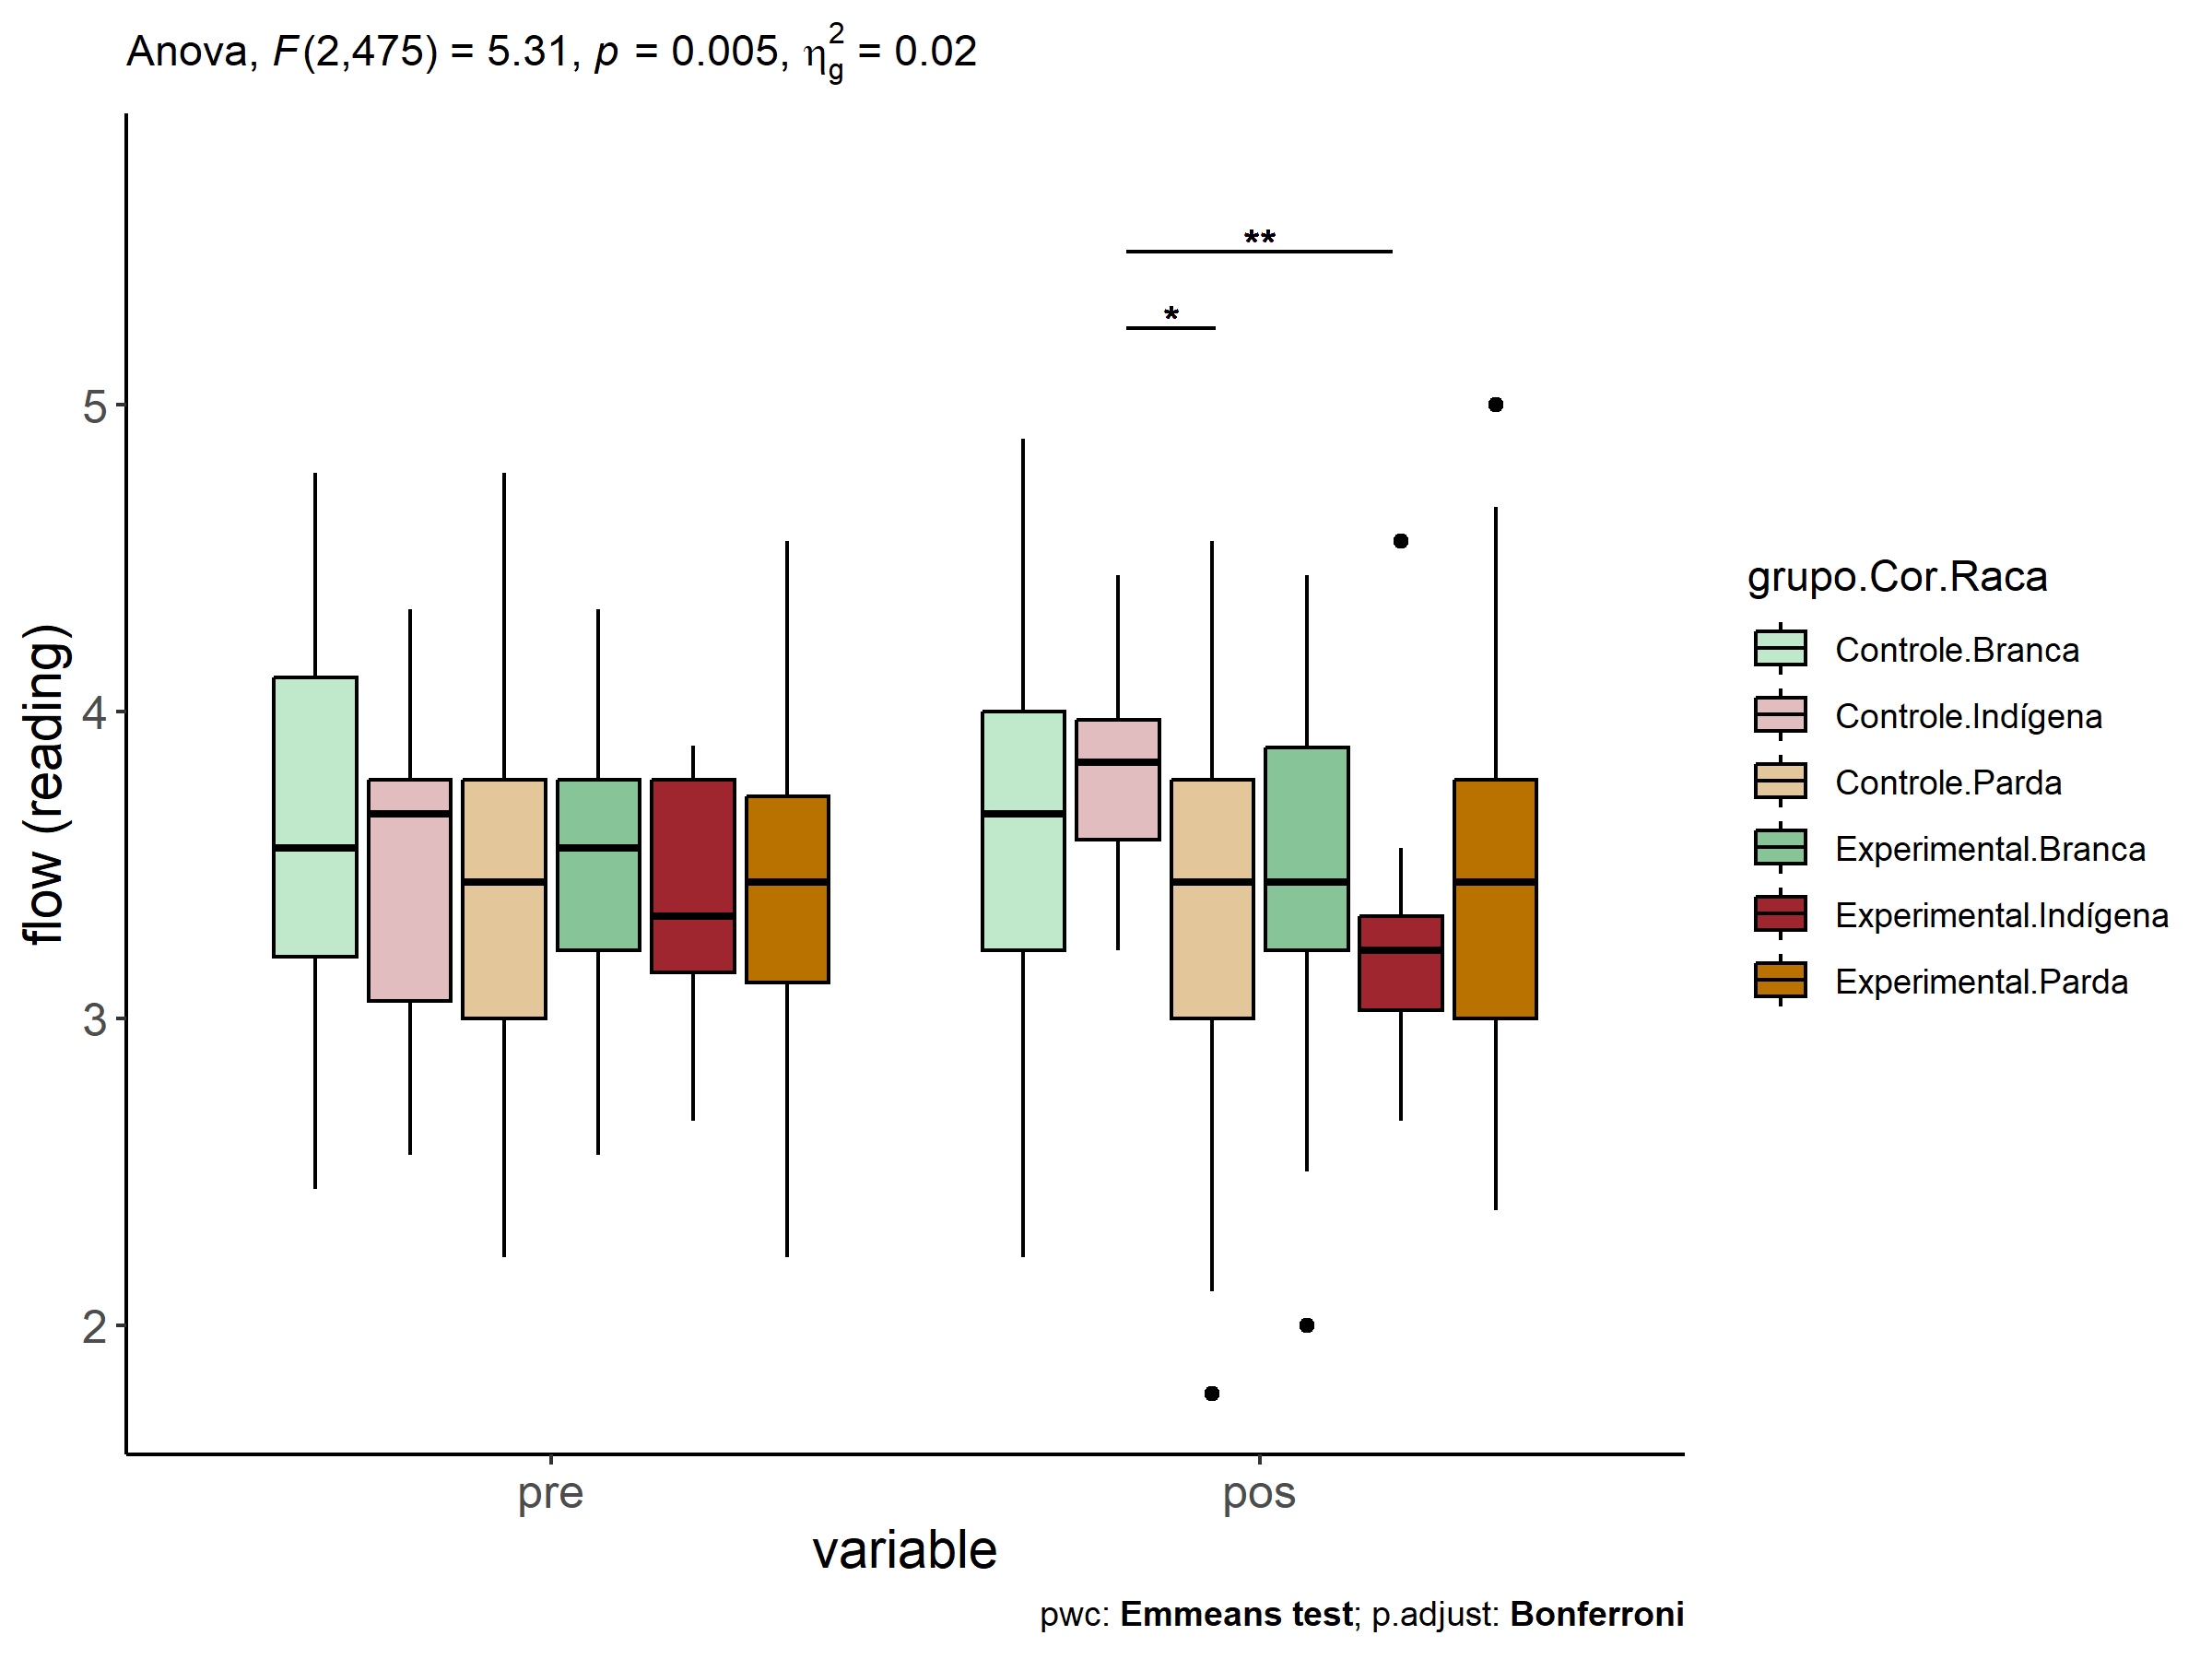 Anova, F(2,475) = 5.31, p = 0.005, η²g = 0.02
**
*
flow (reading)
5
4
3
2
pre
pos
variable
grupo.Cor.Raca
Controle.Branca
Controle.Indígena
Controle.Parda
Experimental.Branca
Experimental.Indígena
Experimental.Parda
pwc: Emmeans test; p.adjust: Bonferroni